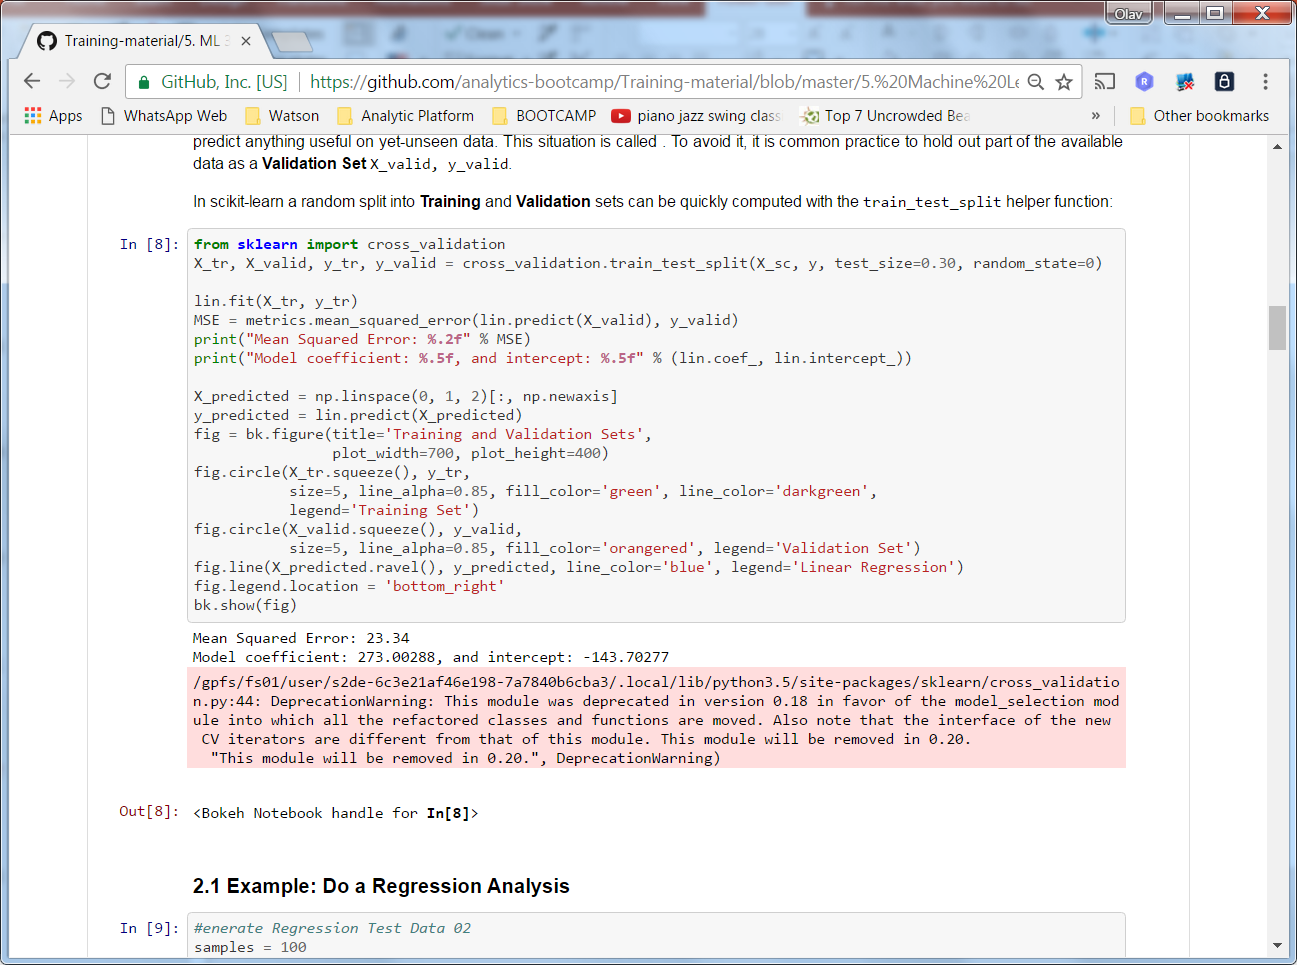 Olav
Training-material/5. ML 3
GitHub, Inc. [US] https://github.com/analytics-bootcamp/Training-material/blob/master/5.%20Machine%20Le
Apps WhatsApp Web Watson Analytic Platform BOOTCAMP piano jazz swing class Top 7 Uncrowded Bea » Other bookmarks
predict anything useful on yet-unseen data. This situation is called . To avoid it, it is common practice to hold out part of the available
data as a Validation Set X_valid, y_valid.
In scikit-learn a random split into Training and Validation sets can be quickly computed with the train_test_split helper function:
In [8]: from sklearn import cross_validation
X_tr, X_valid, y_tr, y_valid = cross_validation.train_test_split(X_sc, y, test_size=0.30, random_state=0)
lin.fit(X_tr, y_tr)
MSE = metrics.mean_squared_error(lin.predict(X_valid), y_valid)
print("Mean Squared Error: %.2f" % MSE)
print("Model coefficient: %.5f, and intercept: %.5f" % (lin.coef_, lin.intercept_))
X_predicted = np.linspace(0, 1, 2)[:, np.newaxis]
y_predicted = lin.predict(X_predicted)
fig = bk.figure(title='Training and Validation Sets',
plot_width=700, plot_height=400)
fig.circle(X_tr.squeeze(), y_tr,
size=5, line_alpha=0.85, fill_color='green', line_color='darkgreen',
legend='Training Set')
fig.circle(X_valid.squeeze(), y_valid,
size=5, line_alpha=0.85, fill_color='orangered', legend='Validation Set')
fig.line(X_predicted.ravel(), y_predicted, line_color='blue', legend='Linear Regression')
fig.legend.location = 'bottom_right'
bk.show(fig)
Mean Squared Error: 23.34
Model coefficient: 273.00288, and intercept: -143.70277
/gpfs/fs01/user/s2de-6c3e21af46e198-7a7840b6cba3/.local/lib/python3.5/site-packages/sklearn/cross_validatio
n.py:44: DeprecationWarning: This module was deprecated in version 0.18 in favor of the model_selection mod
ule into which all the refactored classes and functions are moved. Also note that the interface of the new
CV iterators are different from that of this module. This module will be removed in 0.20.
"This module will be removed in 0.20.", DeprecationWarning)
Out[8]: <Bokeh Notebook handle for In[8]>
2.1 Example: Do a Regression Analysis
In [9]: #enerate Regression Test Data 02
samples = 100